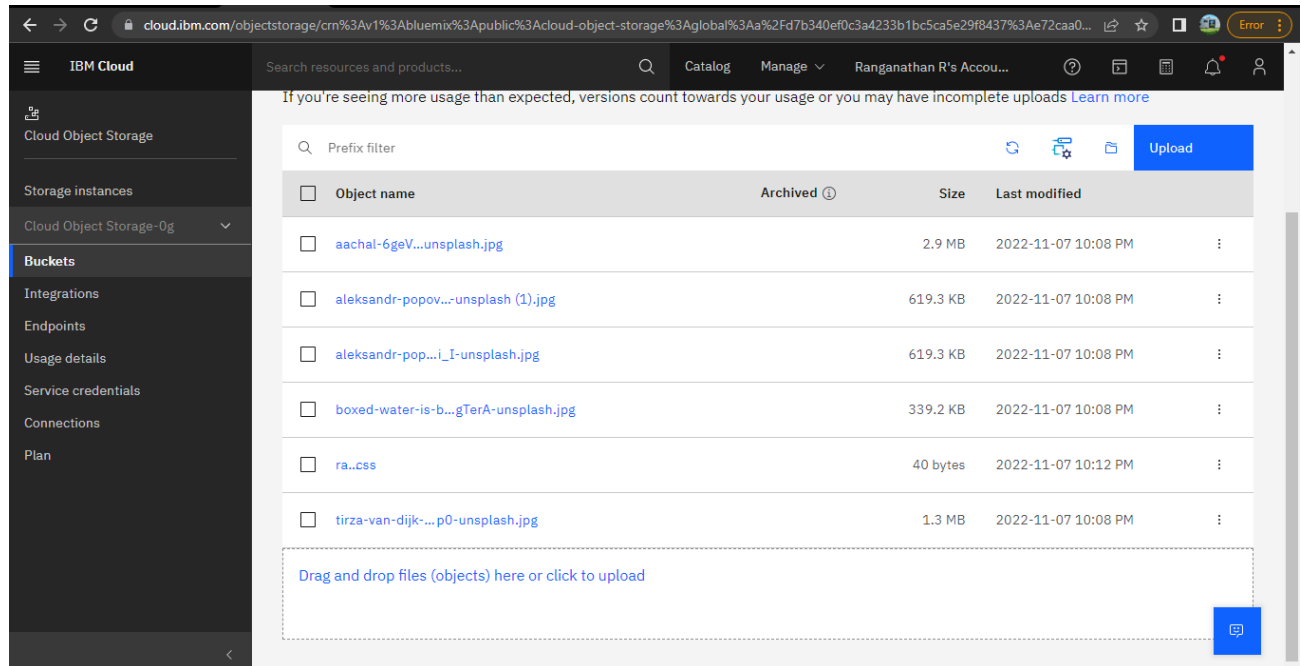 cloud.ibm.com/objectstorage/crn%3Av1%3Abluemix%3Apublic%3Acloud-object-storage%3Aglobal%3Aa%2Fd7b340ef0c3a4233b1bc5ca5e29f8437%3Ae72caa0... Error
IBM Cloud Search resources and products... Catalog Manage Ranganathan R's Accou...
If you're seeing more usage than expected, versions count towards your usage or you may have incomplete uploads Learn more
Cloud Object Storage
Storage instances
Cloud Object Storage-0g
Buckets
Integrations
Endpoints
Usage details
Service credentials
Connections
Plan
Prefix filter Upload
Object name Archived Size Last modified
aachal-6geV...unsplash.jpg 2.9 MB 2022-11-07 10:08 PM
aleksandr-popov...-unsplash (1).jpg 619.3 KB 2022-11-07 10:08 PM
aleksandr-pop...i_I-unsplash.jpg 619.3 KB 2022-11-07 10:08 PM
boxed-water-is-b...gTerA-unsplash.jpg 339.2 KB 2022-11-07 10:08 PM
ra..css 40 bytes 2022-11-07 10:12 PM
tirza-van-dijk-...p0-unsplash.jpg 1.3 MB 2022-11-07 10:08 PM
Drag and drop files (objects) here or click to upload